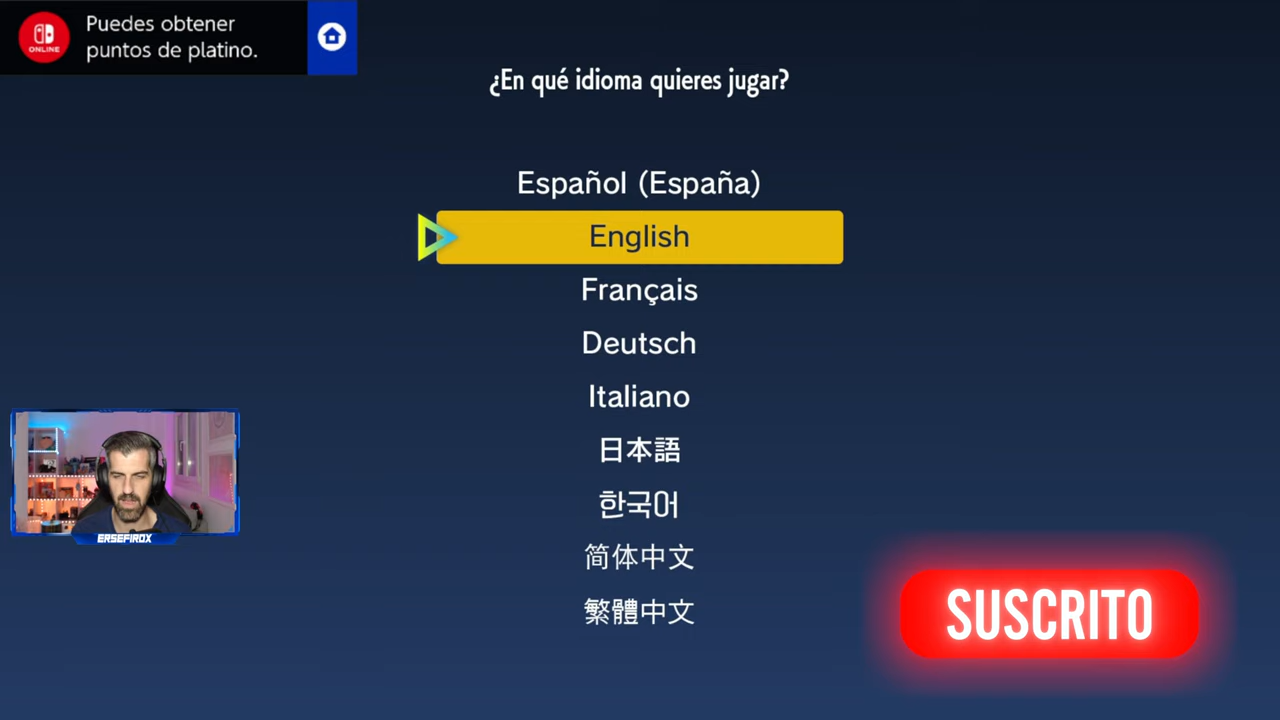 Puedes obtener
puntos de platino.
ONLINE
¿En qué idioma quieres jugar?
Español (España)
English
Français
Deutsch
Italiano
日本語
한국어
简体中文
繁體中文
ERSEFIROX
SUSCRITO